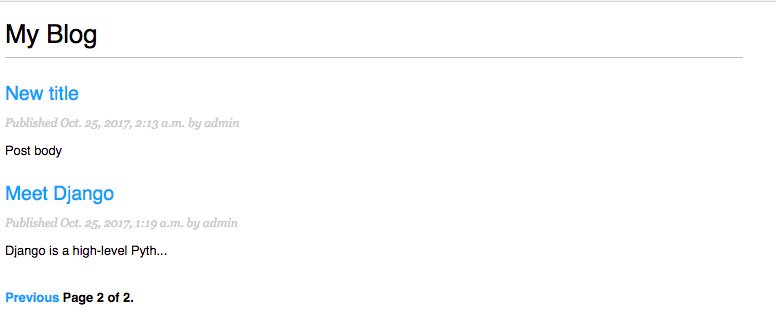 My Blog
New title
Published Oct. 25, 2017, 2:13 a.m. by admin
Post body
Meet Django
Published Oct. 25, 2017, 1:19 a.m. by admin
Django is a high-level Pyth...
Previous Page 2 of 2.